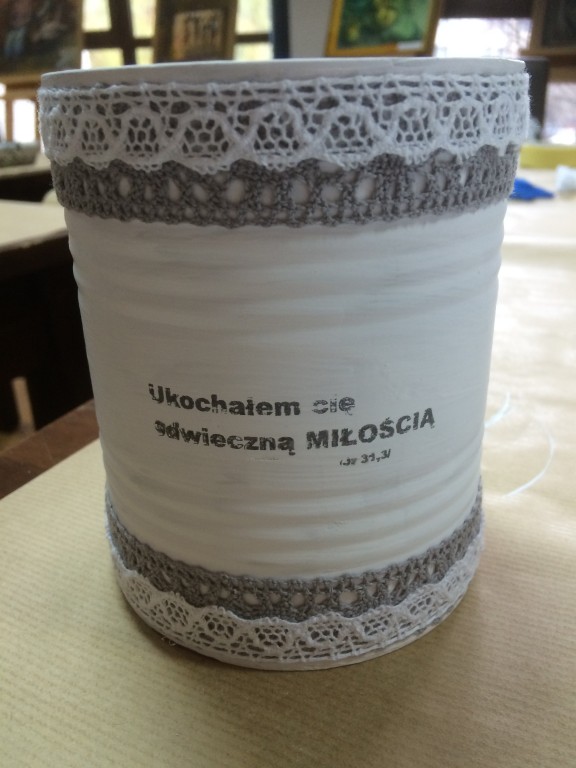 Ukochałem cię
odwieczną MIŁOŚCIĄ
/Jr 31,3/